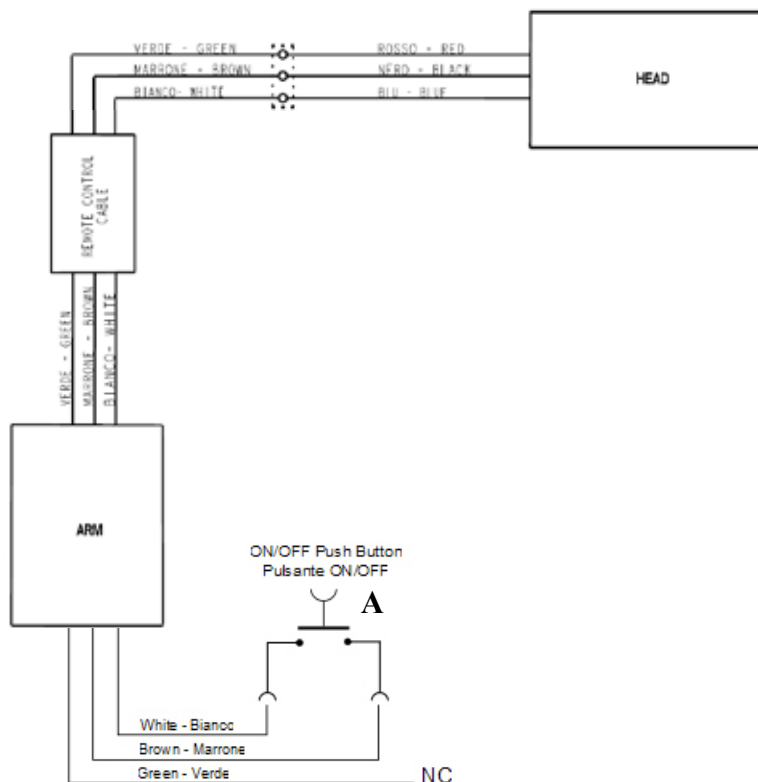 VERDE - GREEN
ROSSO - RED
MARRONE - BROWN
NERO - BLACK
BIANCO- WHITE
BLU - BLUE
HEAD
REMOTE CONTROL
CABLE
VERDE - GREEN
MARRONE - BROWN
BIANCO- WHITE
ARM
ON/OFF Push Button
Pulsante ON/OFF
A
White - Bianco
Brown - Marrone
Green - Verde
NC